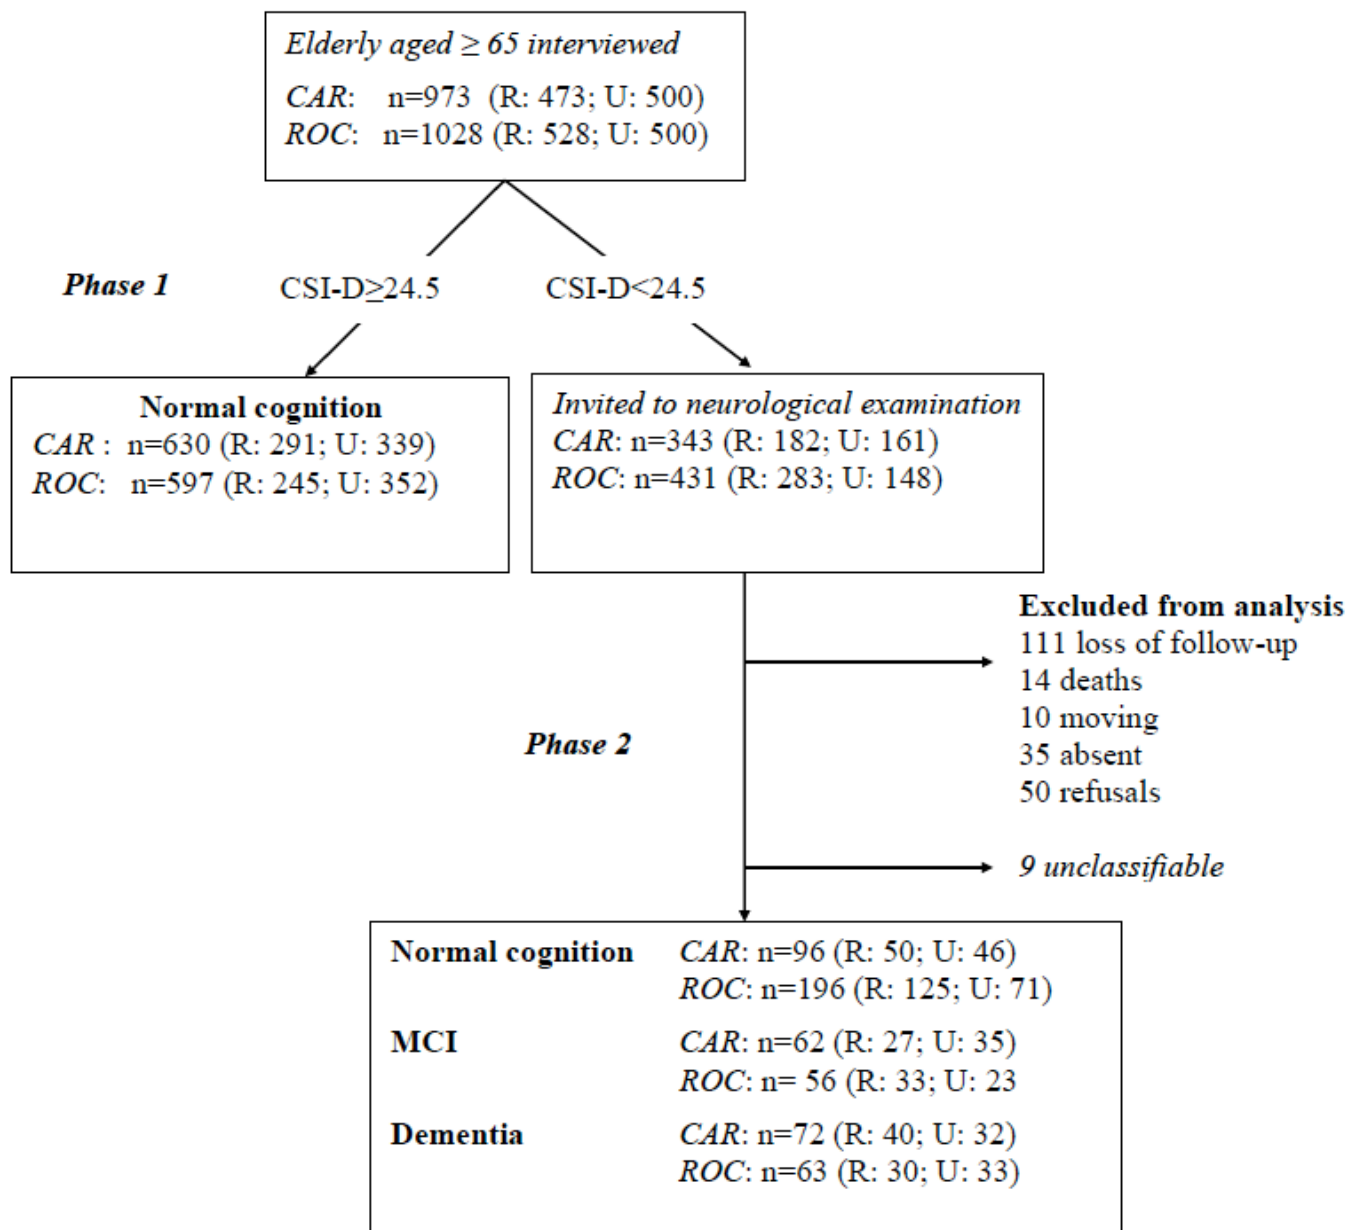 Elderly aged ≥ 65 interviewed
CAR: n=973 (R: 473; U: 500)
ROC: n=1028 (R: 528; U: 500)
Phase 1
CSI-D≥24.5
CSI-D<24.5
Normal cognition
CAR : n=630 (R: 291; U: 339)
ROC: n=597 (R: 245; U: 352)
Invited to neurological examination
CAR: n=343 (R: 182; U: 161)
ROC: n=431 (R: 283; U: 148)
Excluded from analysis
111 loss of follow-up
14 deaths
10 moving
35 absent
50 refusals
Phase 2
9 unclassifiable
Normal cognition CAR: n=96 (R: 50; U: 46)
ROC: n=196 (R: 125; U: 71)
MCI CAR: n=62 (R: 27; U: 35)
ROC: n= 56 (R: 33; U: 23
Dementia CAR: n=72 (R: 40; U: 32)
ROC: n=63 (R: 30; U: 33)